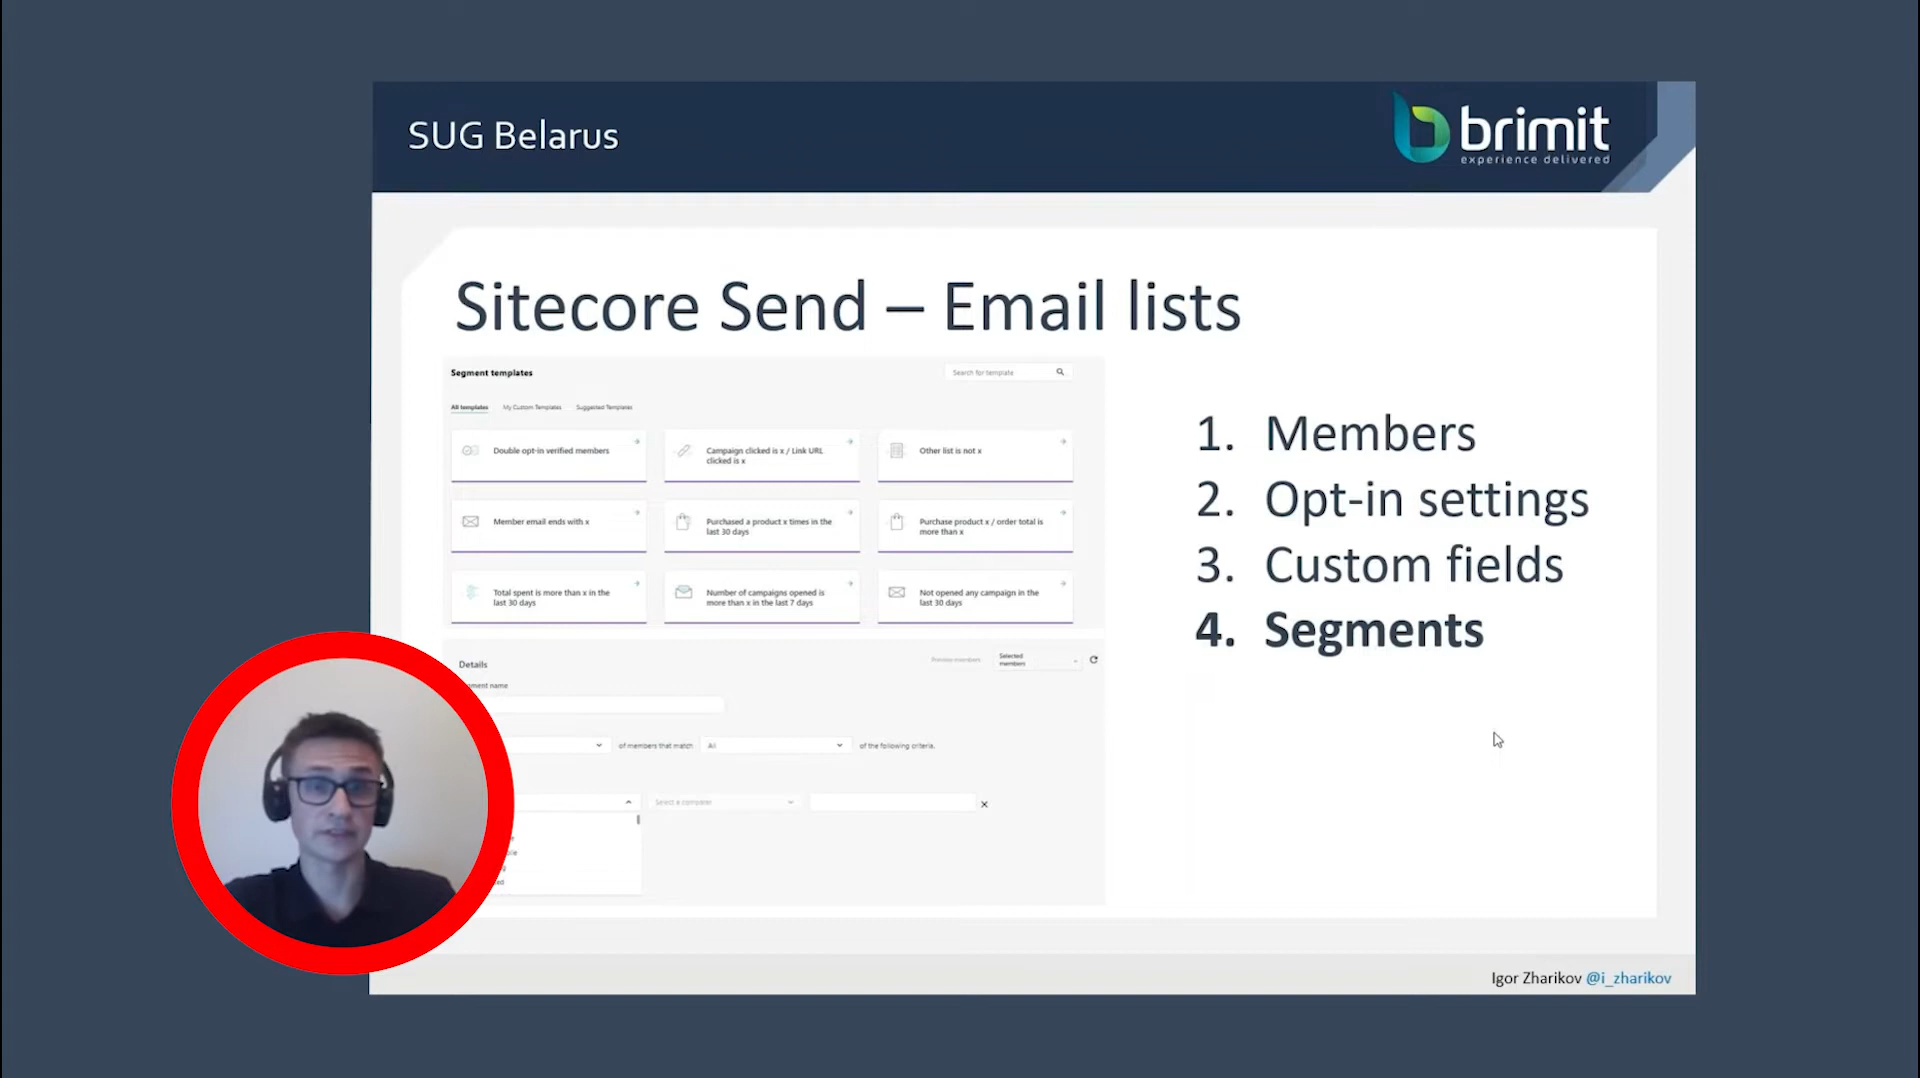 SUG Belarus
brimit
experience delivered
Sitecore Send – Email lists
Segment templates
Search for template
All templates
My Custom Templates
Suggested Templates
Double opt-in verified members
Campaign clicked is x / Link URL
clicked is x
Other list is not x
Member email ends with x
Purchased a product x times in the
last 30 days
Purchase product x / order total is
more than x
Total spent is more than x in the
last 30 days
Number of campaigns opened is
more than x in the last 7 days
Not opened any campaign in the
last 30 days
Details
Preview members
Selected
members
name
of members that match
All
of the following criteria.
Select a comparer
1. Members
2. Opt-in settings
3. Custom fields
4. Segments
Igor Zharikov @i_zharikov